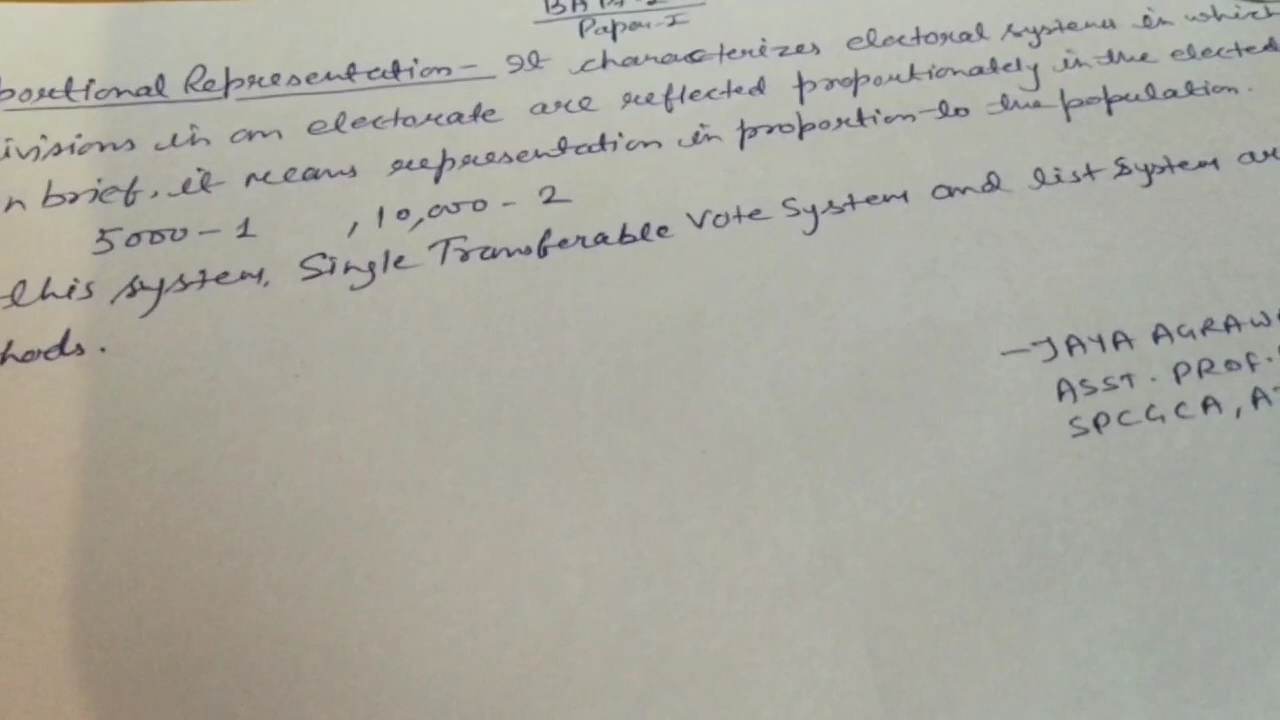 Paper-I
portional Representation - It characterizes electoral systems in which
ivisions in an electorate are reflected proportionately in the elected
n brief, it means representation in proportion to the population.
5000 - 1 , 10,000 - 2
this system, Single Transferable Vote System and list System are
hods.
- JAYA AGRAWA
ASST. PROF.
SPCGCA, A